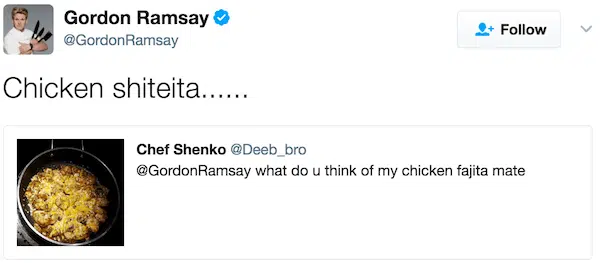 Gordon Ramsay
@GordonRamsay
Follow
Chicken shiteita......
Chef Shenko @Deeb_bro
@GordonRamsay what do u think of my chicken fajita mate